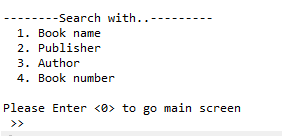 --------Search with..---------
1. Book name
2. Publisher
3. Author
4. Book number
Please Enter <0> to go main screen
>>